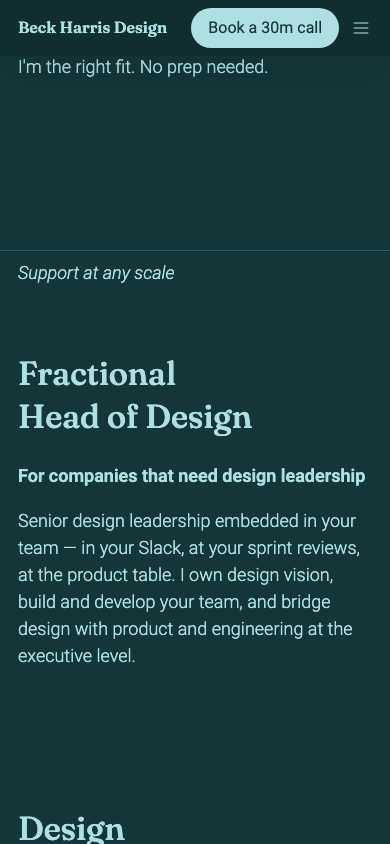 Beck Harris Design
Book a 30m call
I'm the right fit. No prep needed.
Support at any scale
Fractional
Head of Design
For companies that need design leadership
Senior design leadership embedded in your
team — in your Slack, at your sprint reviews,
at the product table. I own design vision,
build and develop your team, and bridge
design with product and engineering at the
executive level.
Design